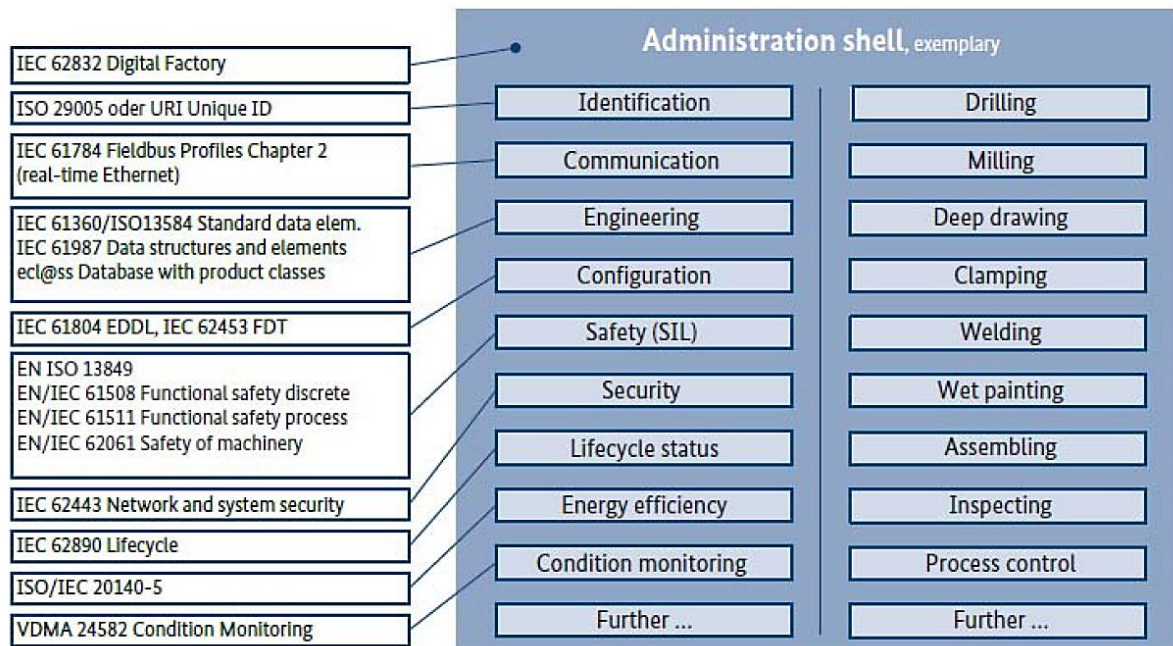 Administration shell, exemplary
IEC 62832 Digital Factory
ISO 29005 oder URI Unique ID
IEC 61784 Fieldbus Profiles Chapter 2
(real-time Ethernet)
IEC 61360/ISO13584 Standard data elem.
IEC 61987 Data structures and elements
ecl@ss Database with product classes
IEC 61804 EDDL, IEC 62453 FDT
EN ISO 13849
EN/IEC 61508 Functional safety discrete
EN/IEC 61511 Functional safety process
EN/IEC 62061 Safety of machinery
IEC 62443 Network and system security
IEC 62890 Lifecycle
ISO/IEC 20140-5
VDMA 24582 Condition Monitoring
Identification
Communication
Engineering
Configuration
Safety (SIL)
Security
Lifecycle status
Energy efficiency
Condition monitoring
Further ...
Drilling
Milling
Deep drawing
Clamping
Welding
Wet painting
Assembling
Inspecting
Process control
Further ...